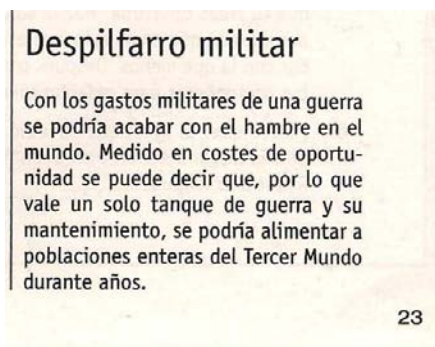 Despilfarro militar
Con los gastos militares de una guerra
se podría acabar con el hambre en el
mundo. Medido en costes de oportu-
nidad se puede decir que, por lo que
vale un solo tanque de guerra y su
mantenimiento, se podría alimentar a
poblaciones enteras del Tercer Mundo
durante años.
23